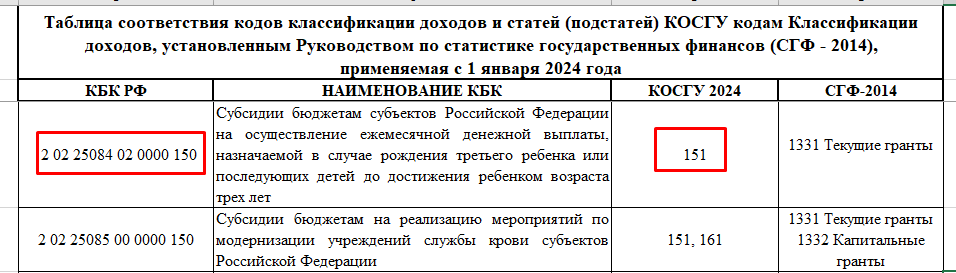 Таблица соответствия кодов классификации доходов и статей (подстатей) КОСГУ кодам Классификации
доходов, установленным Руководством по статистике государственных финансов (СГФ - 2014),
применяемая с 1 января 2024 года
КБК РФ НАИМЕНОВАНИЕ КБК КОСГУ 2024 СГФ-2014
2 02 25084 02 0000 150
Субсидии бюджетам субъектов Российской Федерации
на осуществление ежемесячной денежной выплаты,
назначаемой в случае рождения третьего ребенка или
последующих детей до достижения ребенком возраста
трех лет
151
1331 Текущие гранты
2 02 25085 00 0000 150
Субсидии бюджетам на реализацию мероприятий по
модернизации учреждений службы крови субъектов
Российской Федерации
151, 161
1331 Текущие гранты
1332 Капитальные
гранты